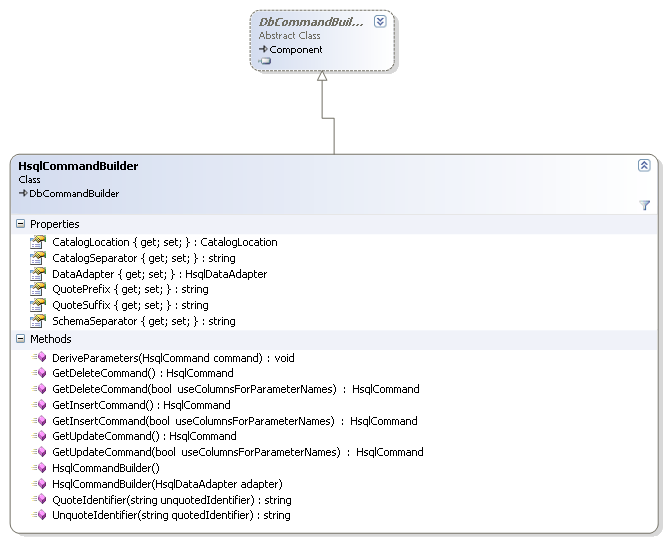 DbCommandBuil...
Abstract Class
Component
HsqlCommandBuilder
Class
DbCommandBuilder
Properties
CatalogLocation { get; set; } : CatalogLocation
CatalogSeparator { get; set; } : string
DataAdapter { get; set; } : HsqlDataAdapter
QuotePrefix { get; set; } : string
QuoteSuffix { get; set; } : string
SchemaSeparator { get; set; } : string
Methods
DeriveParameters(HsqlCommand command) : void
GetDeleteCommand() : HsqlCommand
GetDeleteCommand(bool useColumnsForParameterNames) : HsqlCommand
GetInsertCommand() : HsqlCommand
GetInsertCommand(bool useColumnsForParameterNames) : HsqlCommand
GetUpdateCommand() : HsqlCommand
GetUpdateCommand(bool useColumnsForParameterNames) : HsqlCommand
HsqlCommandBuilder()
HsqlCommandBuilder(HsqlDataAdapter adapter)
QuoteIdentifier(string unquotedIdentifier) : string
UnquoteIdentifier(string quotedIdentifier) : string